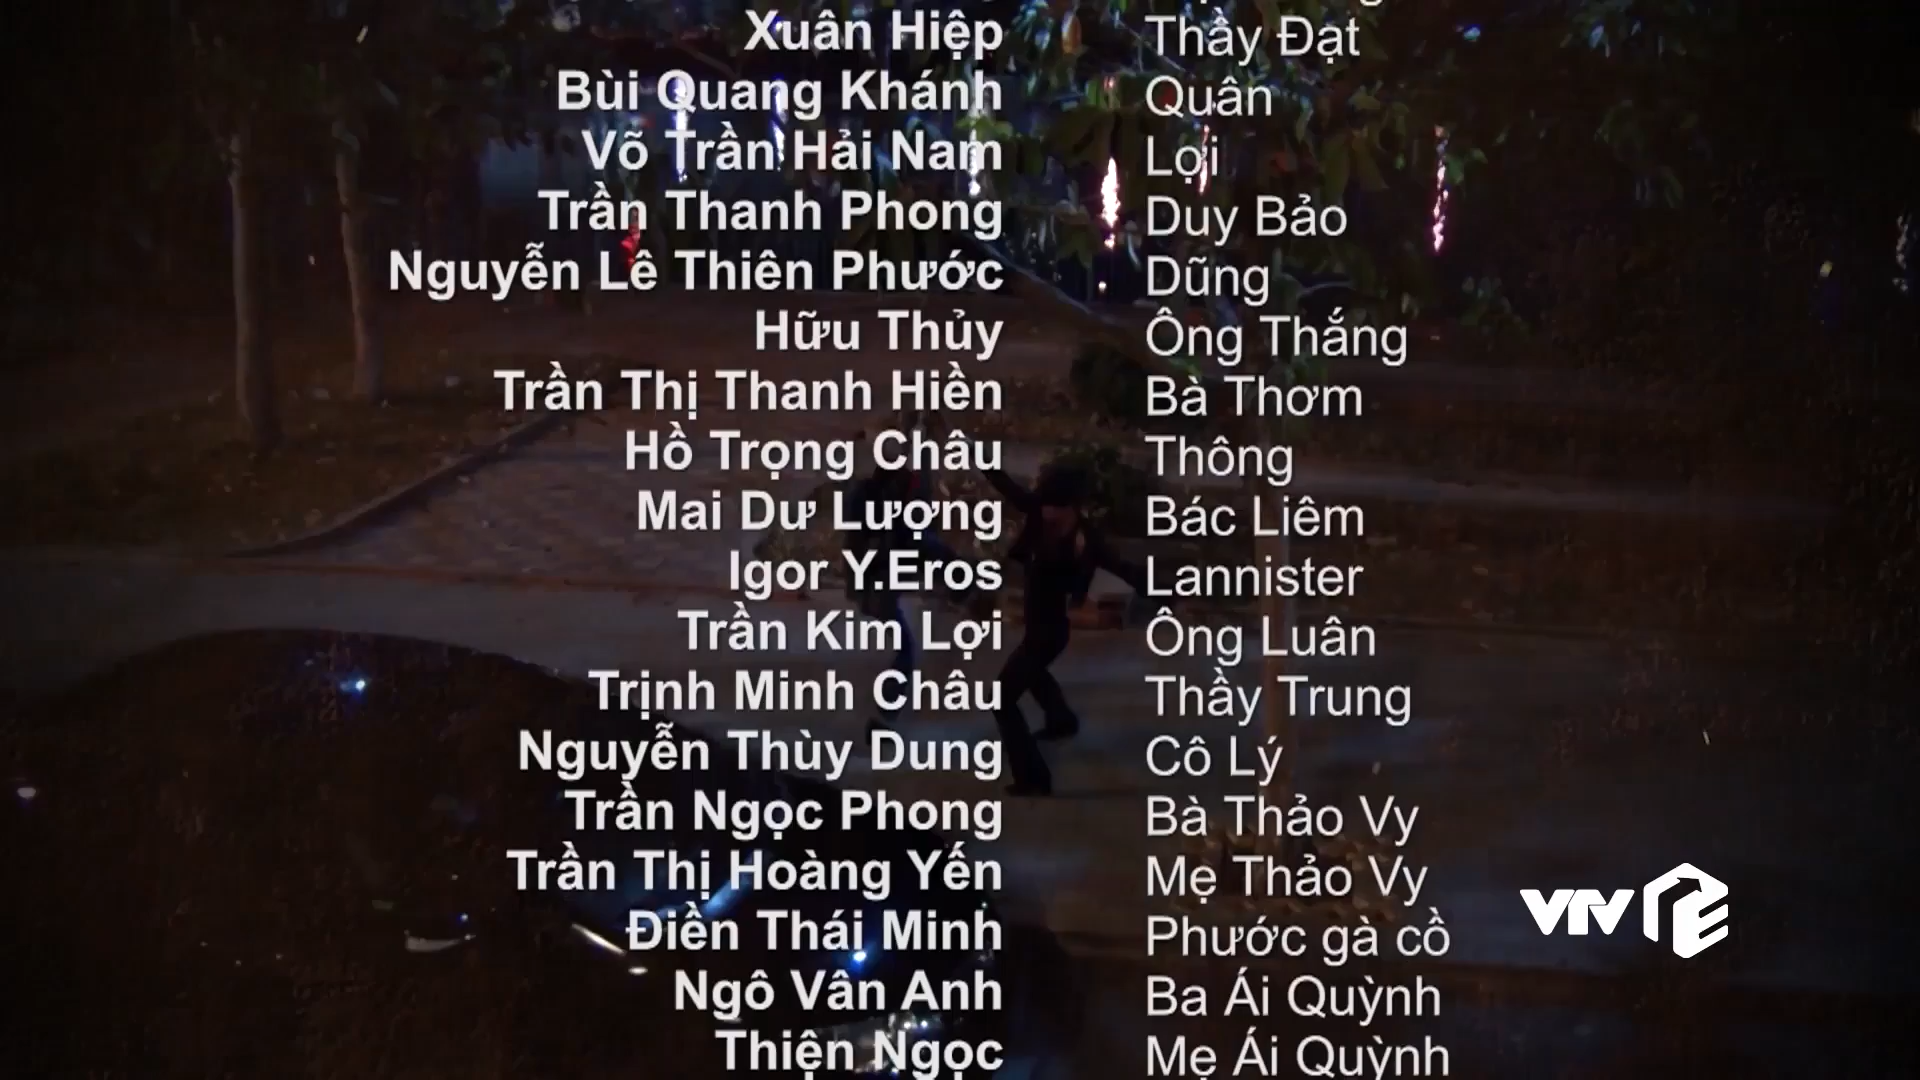 Xuân Hiệp Thầy Đạt
Bùi Quang Khánh Quân
Võ Trần Hải Nam Lợi
Trần Thanh Phong Duy Bảo
Nguyễn Lê Thiên Phước Dũng
Hữu Thủy Ông Thắng
Trần Thị Thanh Hiền Bà Thơm
Hồ Trọng Châu Thông
Mai Dư Lượng Bác Liêm
Igor Y.Eros Lannister
Trần Kim Lợi Ông Luân
Trịnh Minh Châu Thầy Trung
Nguyễn Thùy Dung Cô Lý
Trần Ngọc Phong Bà Thảo Vy
Trần Thị Hoàng Yến Mẹ Thảo Vy
Điền Thái Minh Phước gà cồ
Ngô Vân Anh Ba Ái Quỳnh
Thiện Ngọc Mẹ Ái Quỳnh
VTV